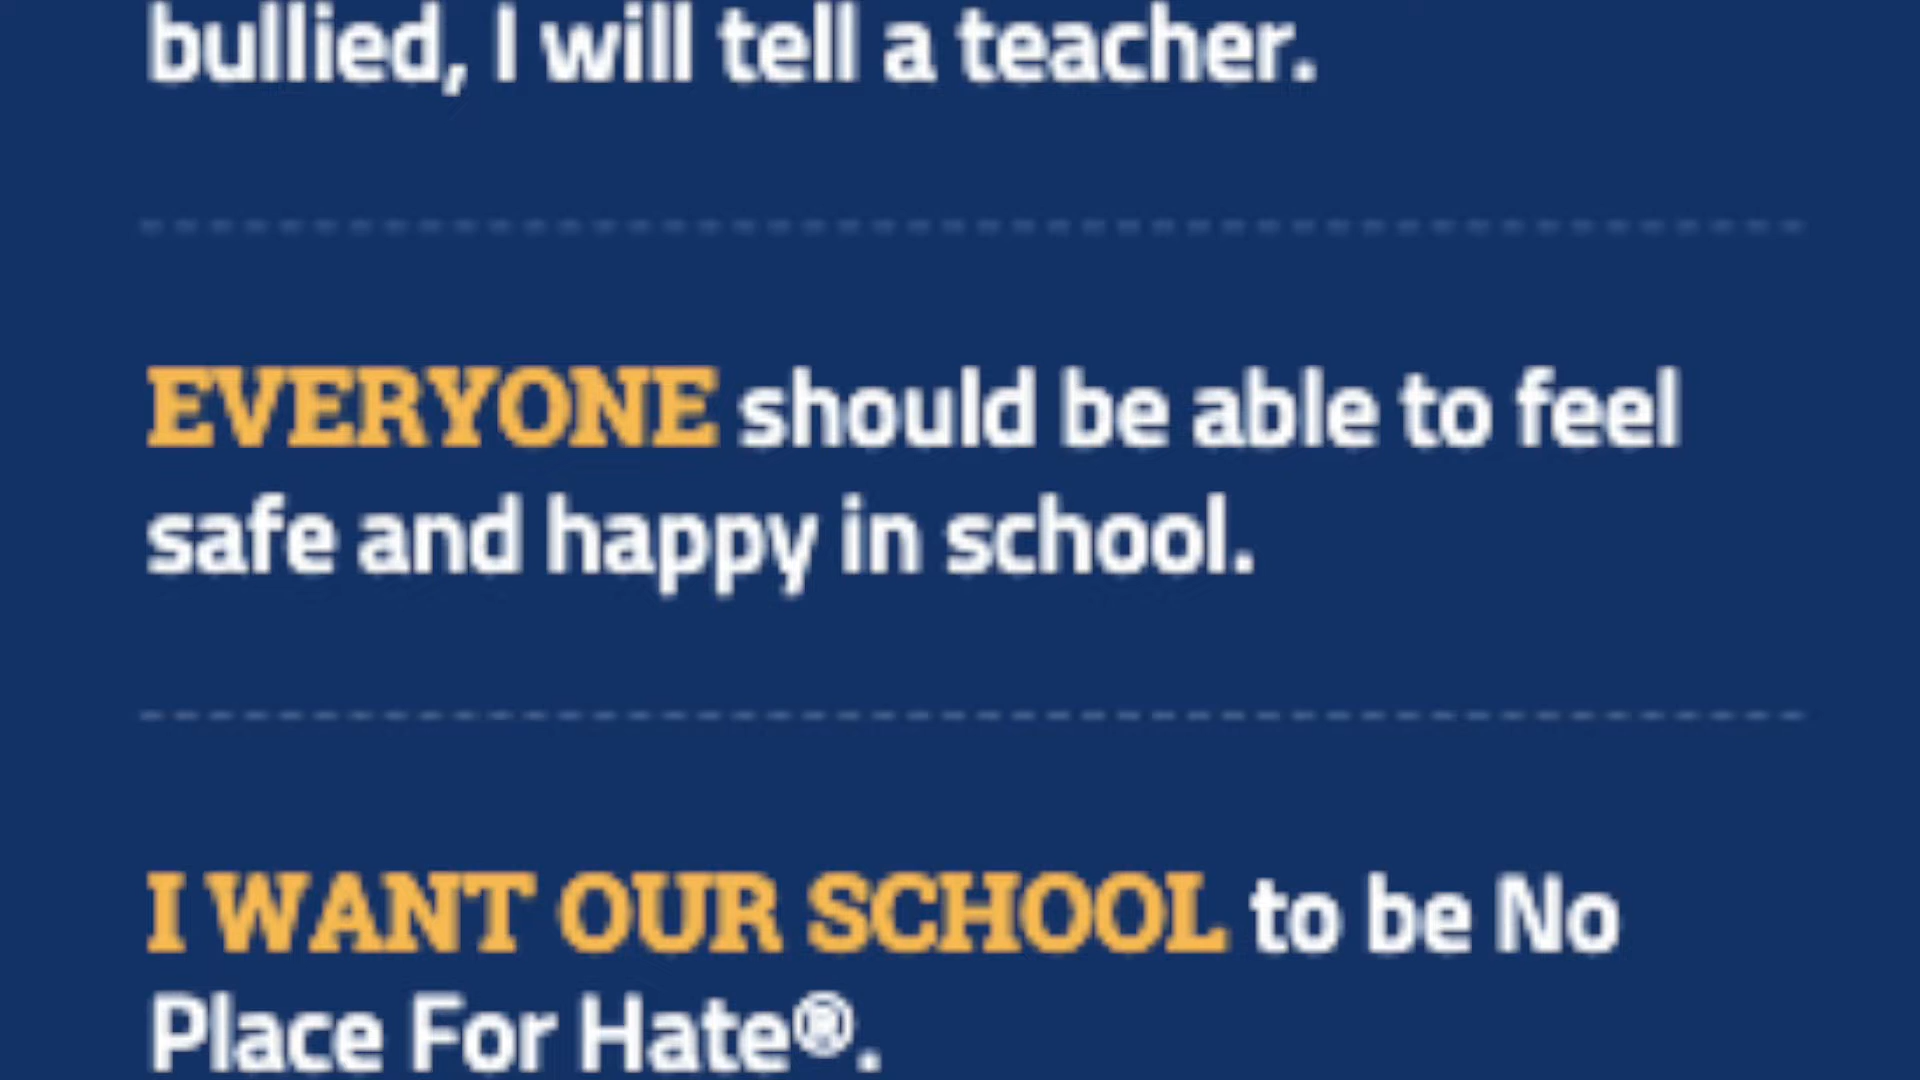 bullied, I will tell a teacher.
EVERYONE should be able to feel
safe and happy in school.
I WANT OUR SCHOOL to be No
Place For Hate®.